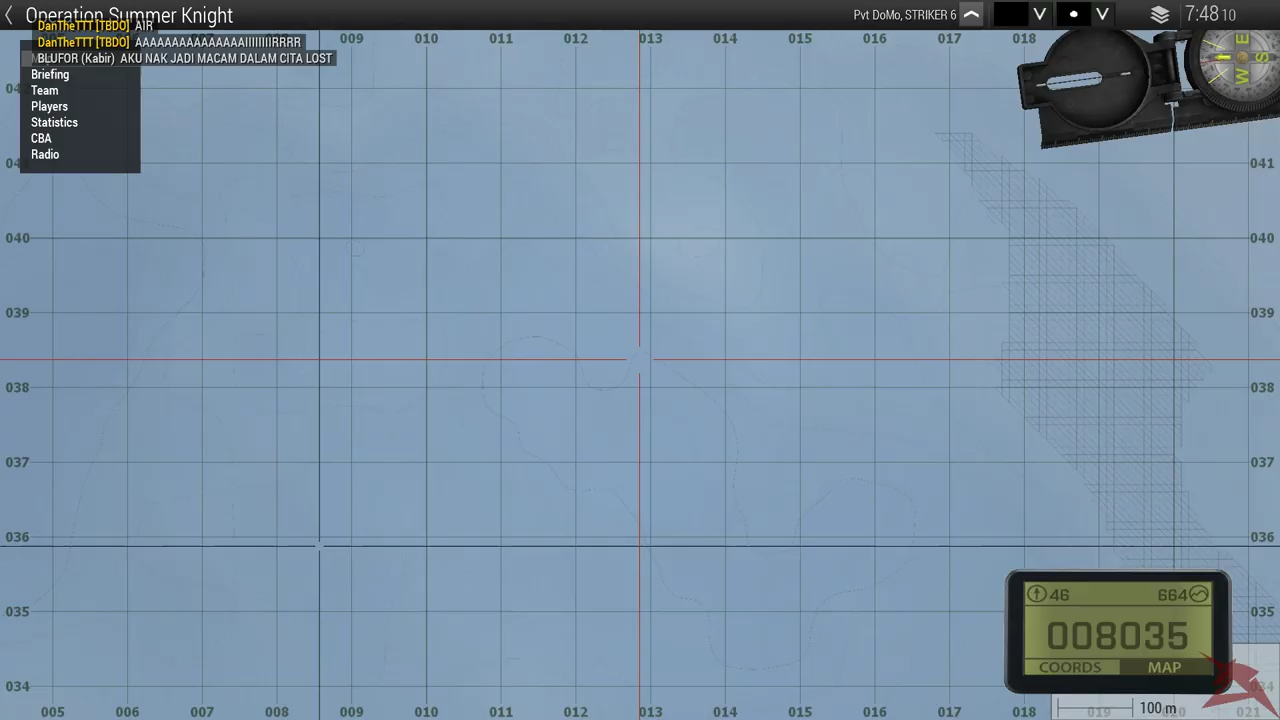 Operation Summer Knight
Pvt DoMo, STRIKER 6
7:48 10
DanTheTTT [TBDO] AIR
DanTheTTT [TBDO] AAAAAAAAAAAAAAAIIIIIIIIRRRR
BLUFOR (Kabir) AKU NAK JADI MACAM DALAM CITA LOST
Briefing
Team
Players
Statistics
CBA
Radio
009 010 011 012 013 014 015 016 017 018
E
W S
041
040 040
039 039
038 038
037 037
036 036
035 035
034 034
46 664
008035
COORDS MAP
100 m
005 006 007 008 009 010 011 012 013 014 015 016 017 018 019 020 021